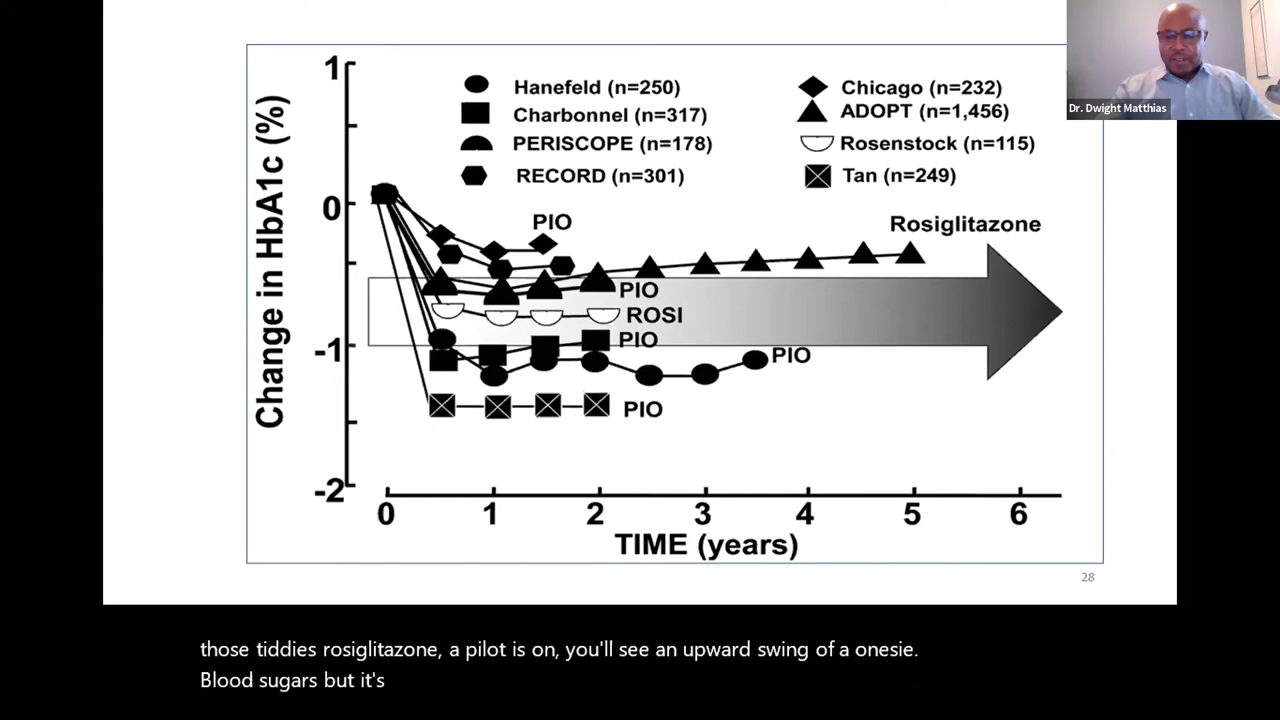 Dr. Dwight Matthias
Change in HbA1c (%)
1
0
-1
-2
Hanefeld (n=250)
Charbonnel (n=317)
PERISCOPE (n=178)
RECORD (n=301)
Chicago (n=232)
ADOPT (n=1,456)
Rosenstock (n=115)
Tan (n=249)
PIO
Rosiglitazone
PIO
ROSI
PIO
PIO
PIO
0 1 2 3 4 5 6
TIME (years)
28
those tiddies rosiglitazone, a pilot is on, you'll see an upward swing of a onesie.
Blood sugars but it's